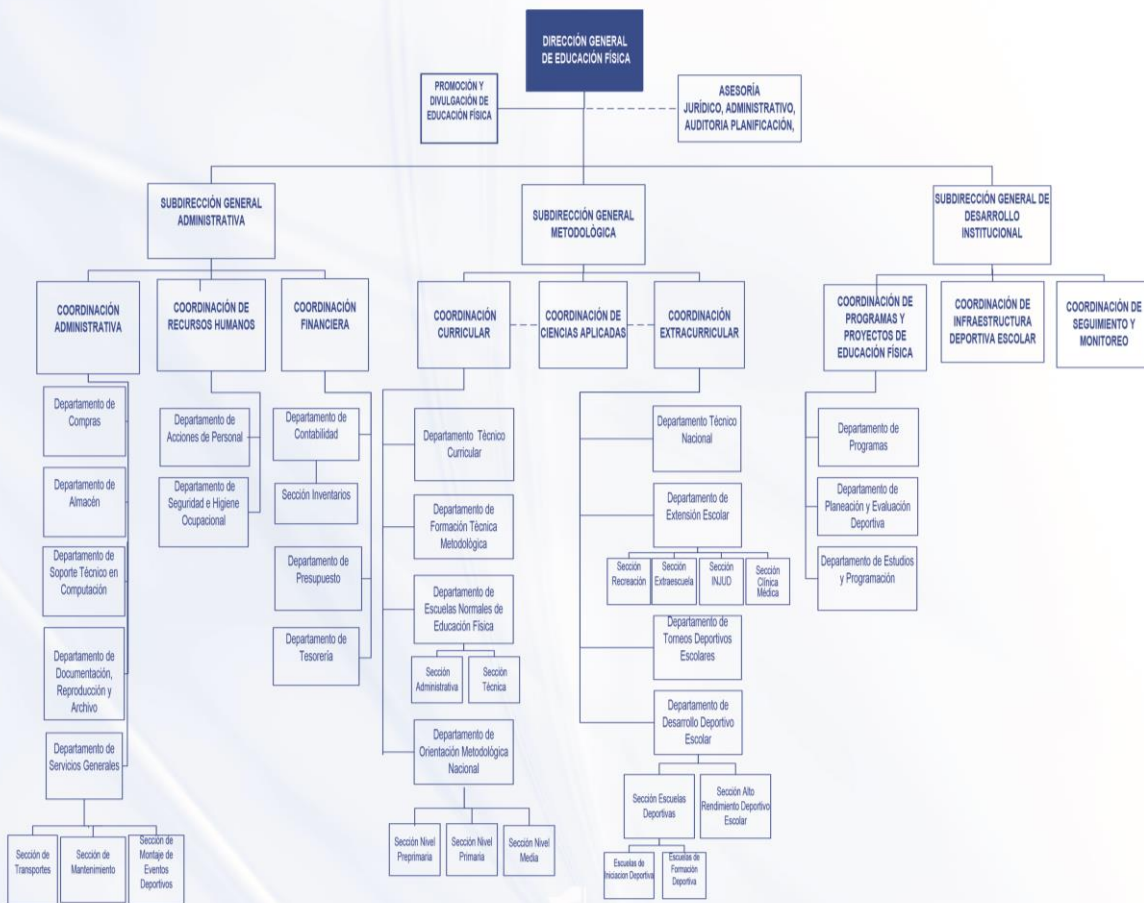 DIRECCIÓN GENERAL
DE EDUCACIÓN FÍSICA
PROMOCIÓN Y
DIVULGACIÓN DE
EDUCACIÓN FÍSICA
ASESORÍA
JURÍDICO, ADMINISTRATIVO,
AUDITORIA PLANIFICACIÓN,
SUBDIRECCIÓN GENERAL
ADMINISTRATIVA
SUBDIRECCIÓN GENERAL
METODOLÓGICA
SUBDIRECCIÓN GENERAL DE
DESARROLLO
INSTITUCIONAL
COORDINACIÓN
ADMINISTRATIVA
COORDINACIÓN DE
RECURSOS HUMANOS
COORDINACIÓN
FINANCIERA
COORDINACIÓN
CURRICULAR
COORDINACIÓN DE
CIENCIAS APLICADAS
COORDINACIÓN
EXTRACURRICULAR
COORDINACIÓN DE
PROGRAMAS Y
PROYECTOS DE
EDUCACIÓN FÍSICA
COORDINACIÓN DE
INFRAESTRUCTURA
DEPORTIVA ESCOLAR
COORDINACIÓN DE
SEGUIMIENTO Y
MONITOREO
Departamento de
Compras
Departamento de
Almacén
Departamento de
Soporte Técnico en
Computación
Departamento de
Documentación,
Reproducción y
Archivo
Departamento de
Servicios Generales
Sección de
Transportes
Sección de
Mantenimiento
Sección de
Montaje de
Eventos
Deportivos
Departamento de
Acciones de Personal
Departamento de
Seguridad e Higiene
Ocupacional
Departamento de
Contabilidad
Sección Inventarios
Departamento de
Presupuesto
Departamento de
Tesorería
Departamento Técnico
Curricular
Departamento de
Formación Técnica
Metodológica
Departamento de
Escuelas Normales de
Educación Física
Sección
Administrativa
Sección
Técnica
Departamento de
Orientación Metodológica
Nacional
Sección Nivel
Preprimaria
Sección Nivel
Primaria
Sección Nivel
Media
Departamento Técnico
Nacional
Departamento de
Extensión Escolar
Sección
Recreación
Sección
Extraescuela
Sección
INJUD
Sección
Clínica
Médica
Departamento de
Torneos Deportivos
Escolares
Departamento de
Desarrollo Deportivo
Escolar
Sección Escuelas
Deportivas
Sección Alto
Rendimiento Deportivo
Escolar
Escuelas de
Iniciacion Deportiva
Escuelas de
Formación
Deportiva
Departamento de
Programas
Departamento de
Planeación y Evaluación
Deportiva
Departamento de Estudios
y Programación